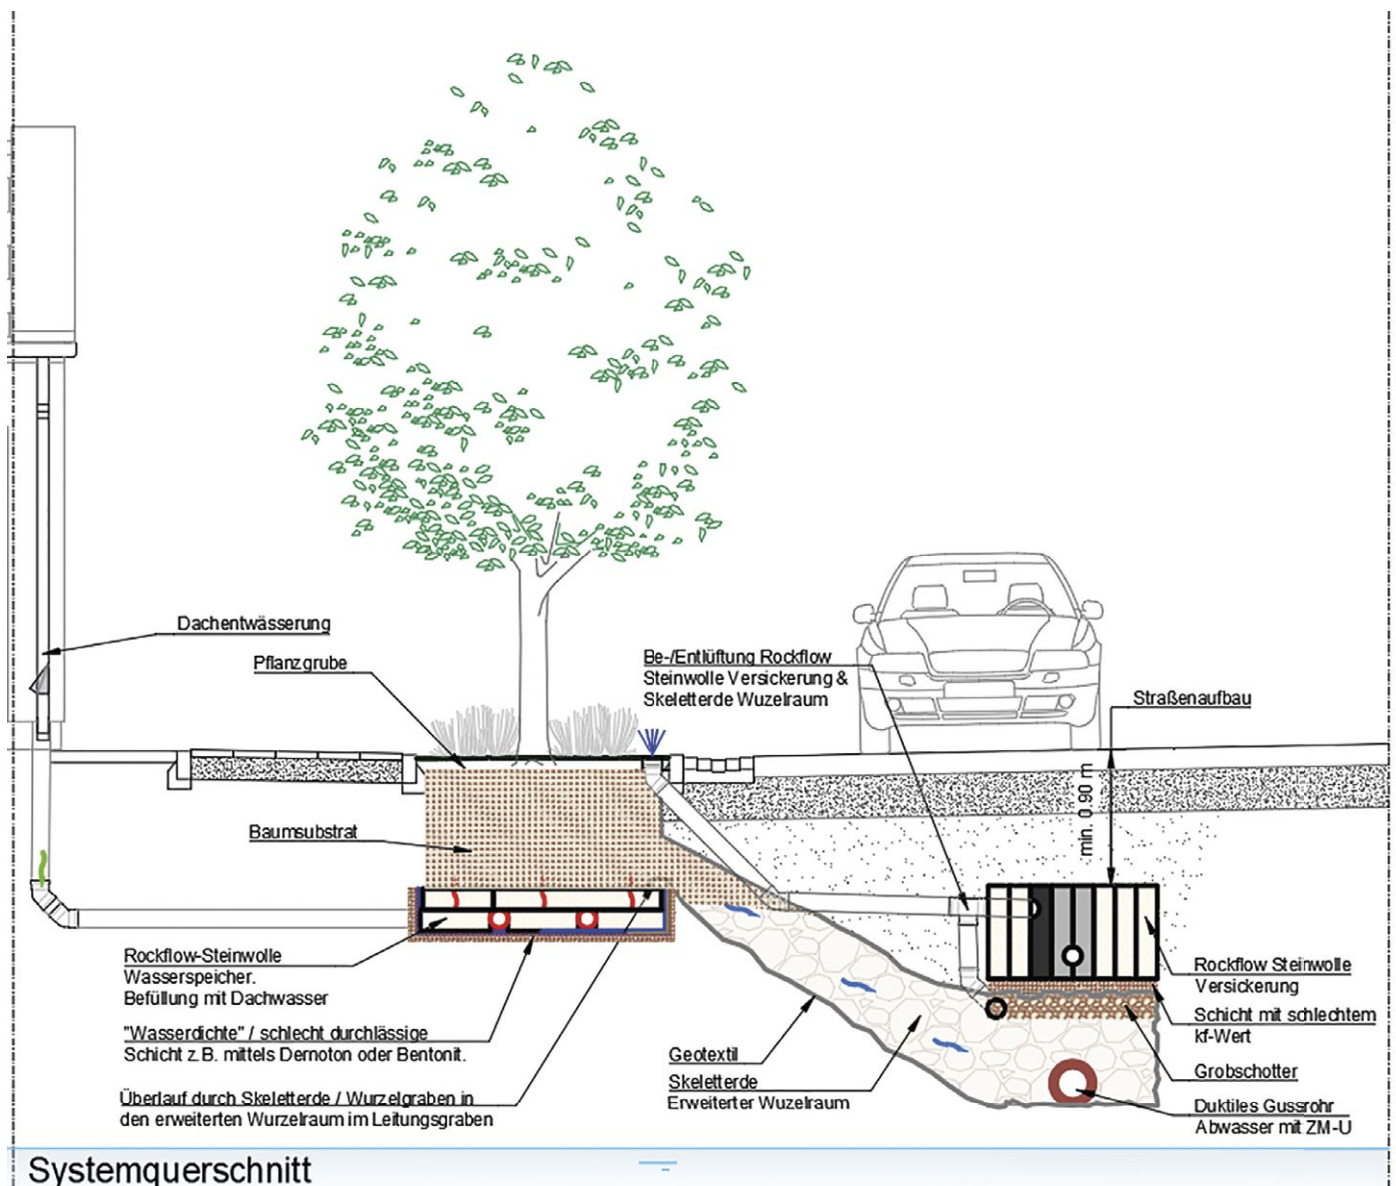 Dachentwässerung
Pflanzgrube
Be-/Entlüftung Rockflow
Steinwolle Versickerung &
Skeletterde Wuzelraum
Straßenaufbau
min. 0.90 m
Baumsubstrat
Rockflow-Steinwolle
Wasserspeicher.
Befüllung mit Dachwasser
"Wasserdichte" / schlecht durchlässige
Schicht z.B. mittels Dernoton oder Bentonit.
Überlauf durch Skeletterde / Wurzelgraben in
den erweiterten Wurzelraum im Leitungsgraben
Geotextil
Skeletterde
Erweiterter Wuzelraum
Rockflow Steinwolle
Versickerung
Schicht mit schlechtem
kf-Wert
Grobschotter
Duktiles Gussrohr
Abwasser mit ZM-U
Systemquerschnitt